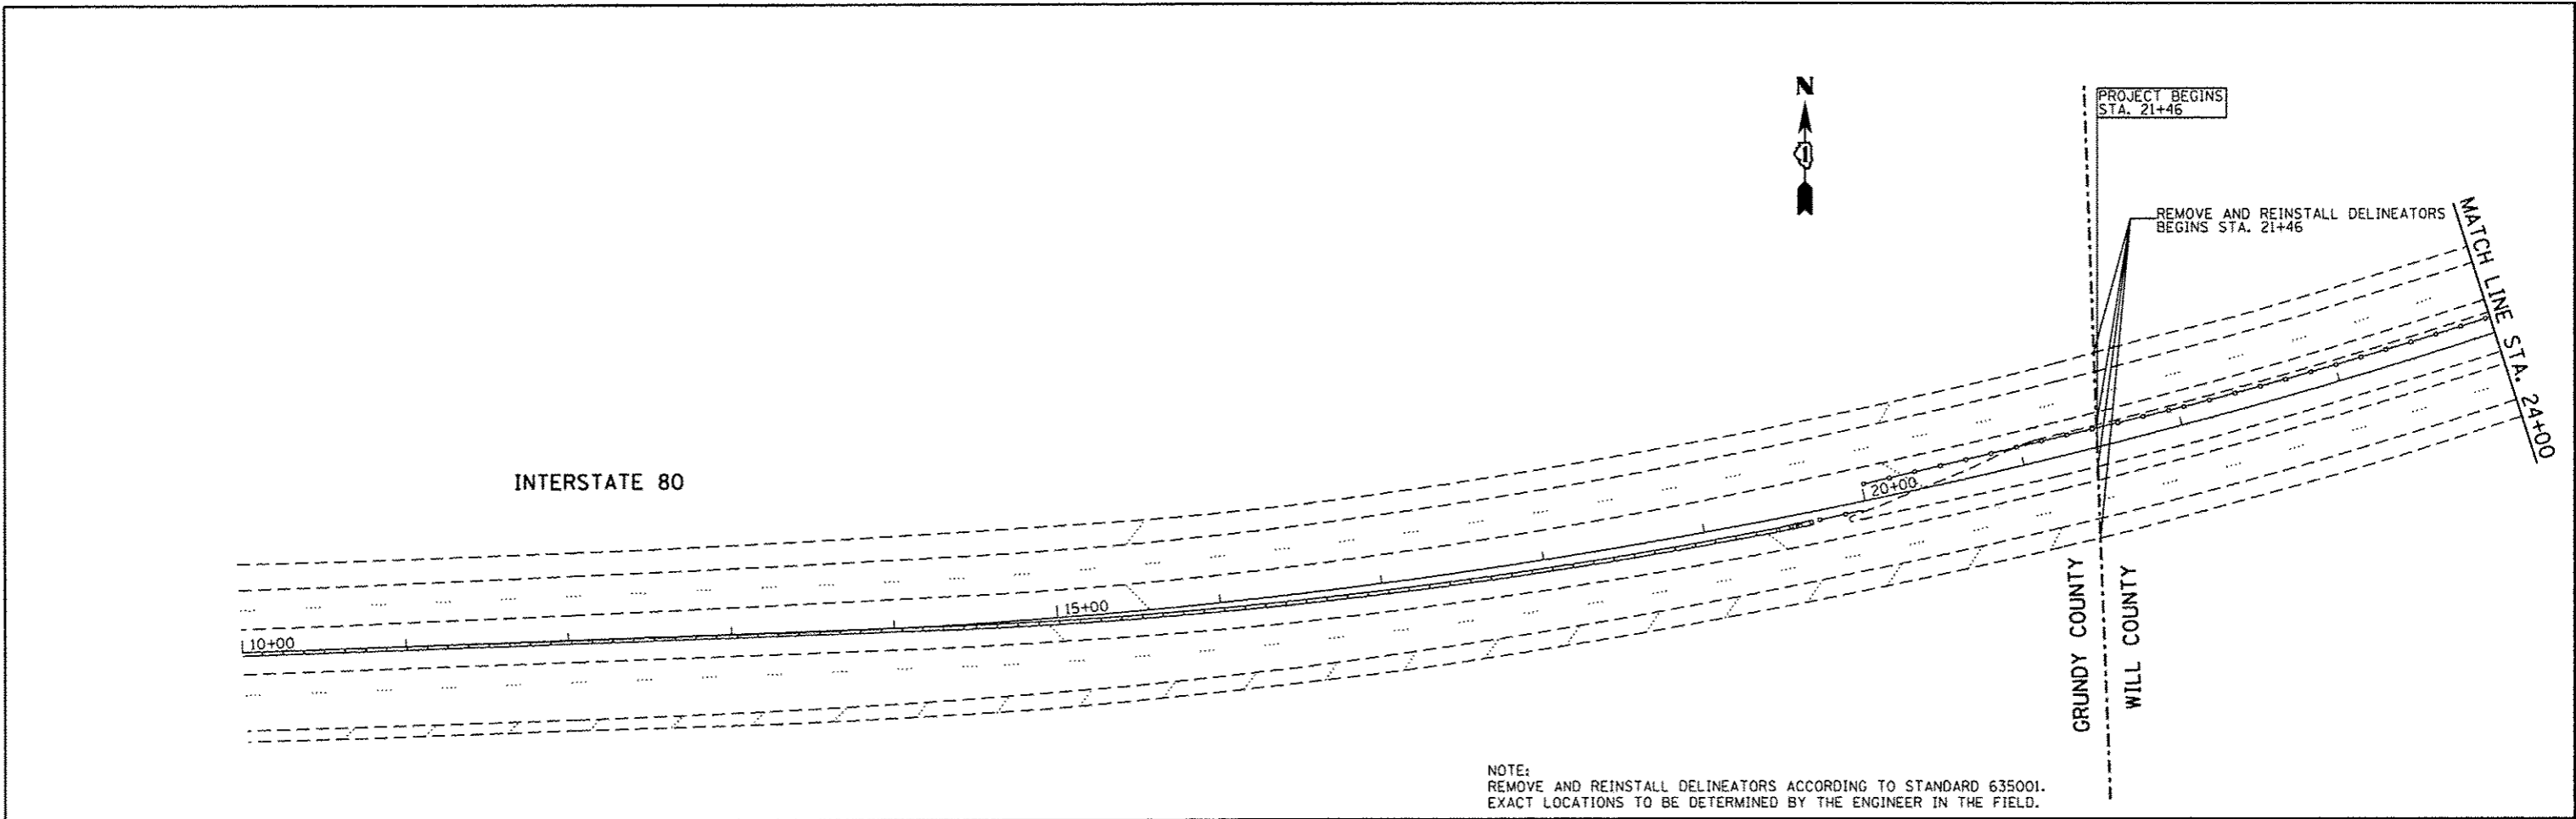 N
PROJECT BEGINS
STA. 21+46
REMOVE AND REINSTALL DELINEATORS
BEGINS STA. 21+46
MATCH LINE STA. 24+00
INTERSTATE 80
20+00
15+00
10+00
GRUNDY COUNTY
WILL COUNTY
NOTE:
REMOVE AND REINSTALL DELINEATORS ACCORDING TO STANDARD 635001.
EXACT LOCATIONS TO BE DETERMINED BY THE ENGINEER IN THE FIELD.